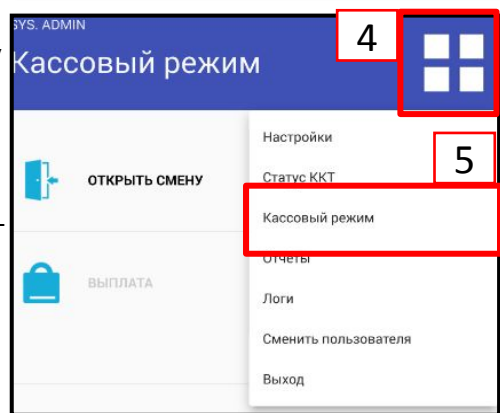 SYS. ADMIN
4
Кассовый режим
Настройки
5
ОТКРЫТЬ СМЕНУ
Статус ККТ
Кассовый режим
Отчеты
ВЫПЛАТА
Логи
Сменить пользователя
Выход